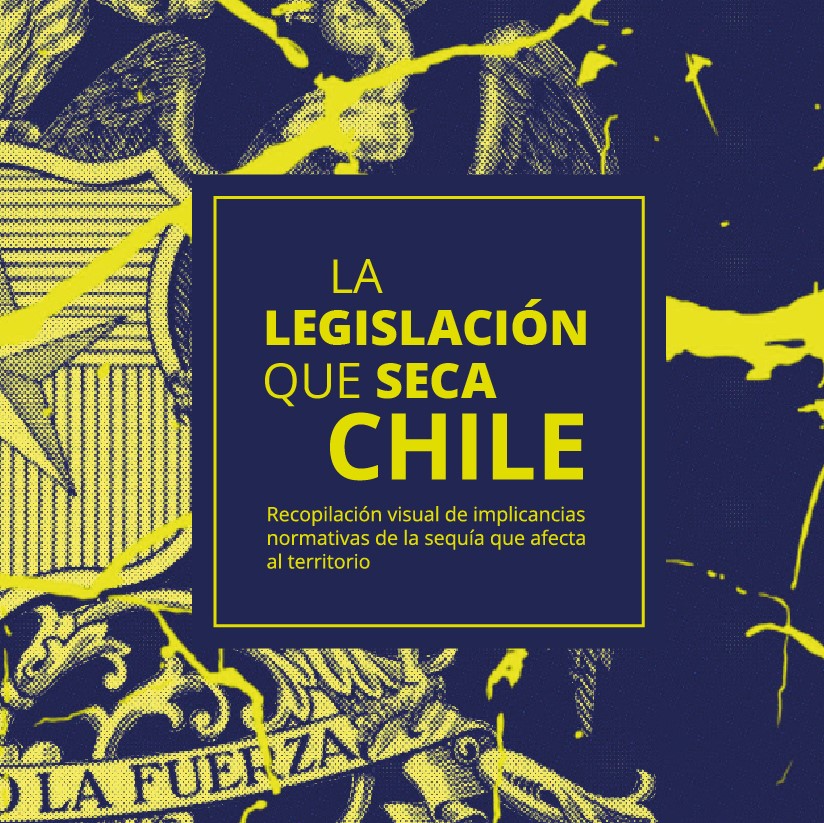 LA
LEGISLACIÓN
QUE SECA
CHILE
Recopilación visual de implicancias
normativas de la sequía que afecta
al territorio
O LA FUERZA